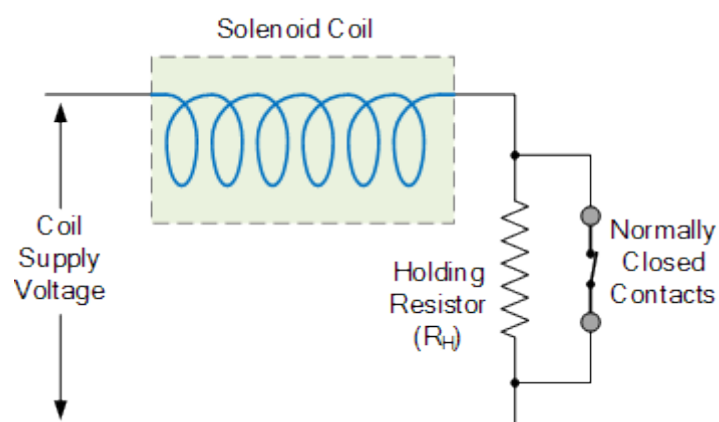 Solenoid Coil
Coil
Supply
Voltage
Holding
Resistor
(RH)
Normally
Closed
Contacts